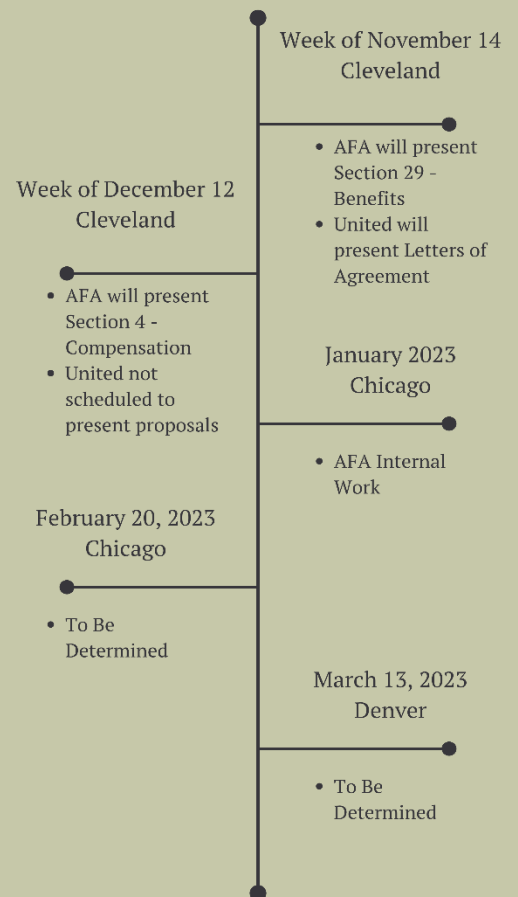 Week of November 14
Cleveland
• AFA will present
Section 29 -
Benefits
• United will
present Letters of
Agreement
Week of December 12
Cleveland
• AFA will present
Section 4 -
Compensation
• United not
scheduled to
present proposals
January 2023
Chicago
• AFA Internal
Work
February 20, 2023
Chicago
• To Be
Determined
March 13, 2023
Denver
• To Be
Determined